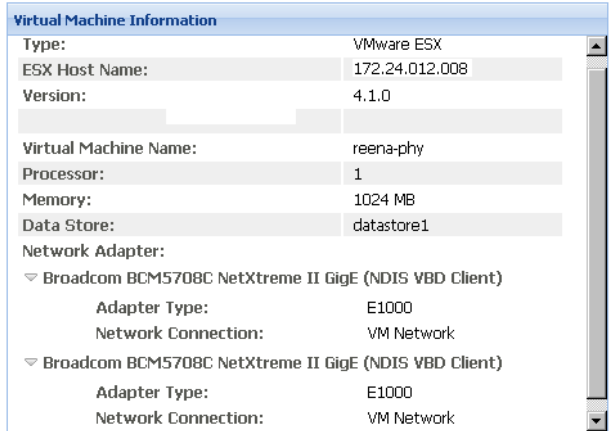 Virtual Machine Information
Type: VMware ESX
ESX Host Name: 172.24.012.008
Version: 4.1.0
Virtual Machine Name: reena-phy
Processor: 1
Memory: 1024 MB
Data Store: datastore1
Network Adapter:
Broadcom BCM5708C NetXtreme II GigE (NDIS VBD Client)
Adapter Type: E1000
Network Connection: VM Network
Broadcom BCM5708C NetXtreme II GigE (NDIS VBD Client)
Adapter Type: E1000
Network Connection: VM Network